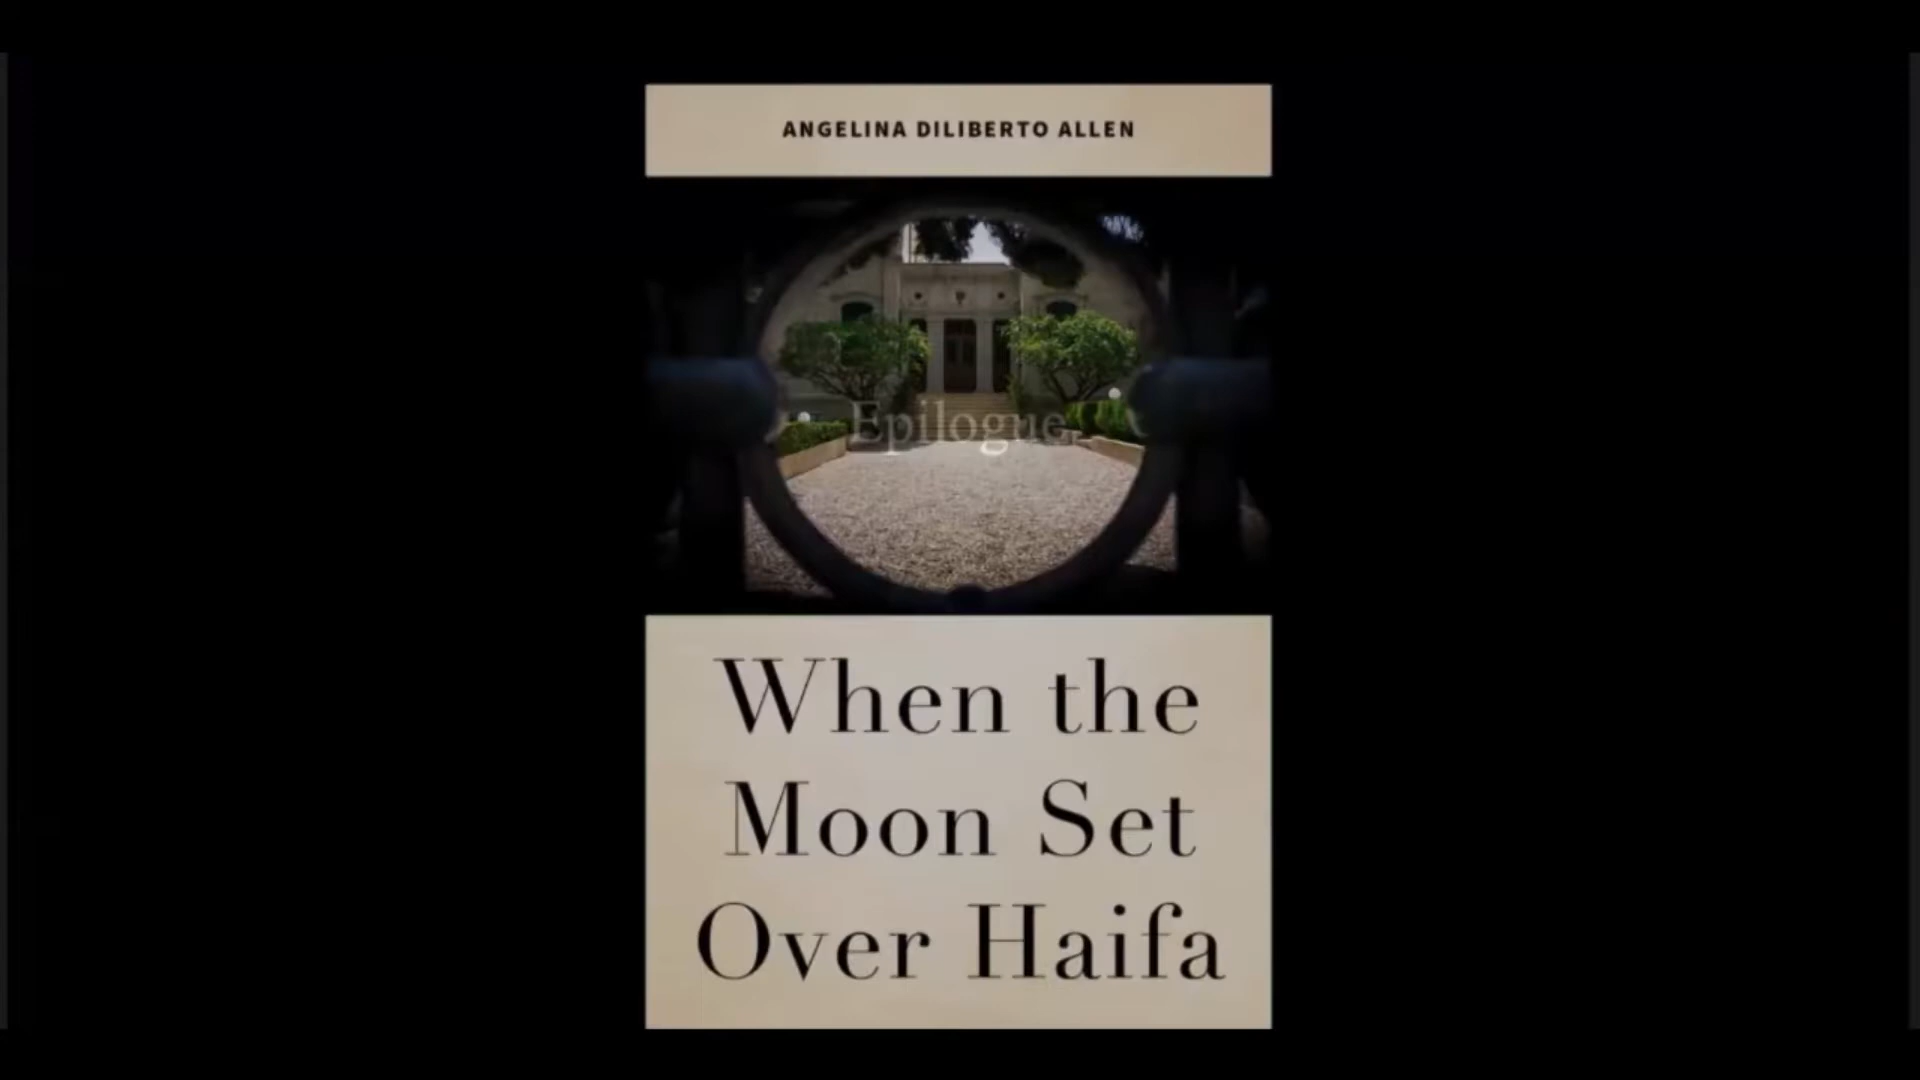 ANGELINA DILIBERTO ALLEN
Epilogue
When the
Moon Set
Over Haifa